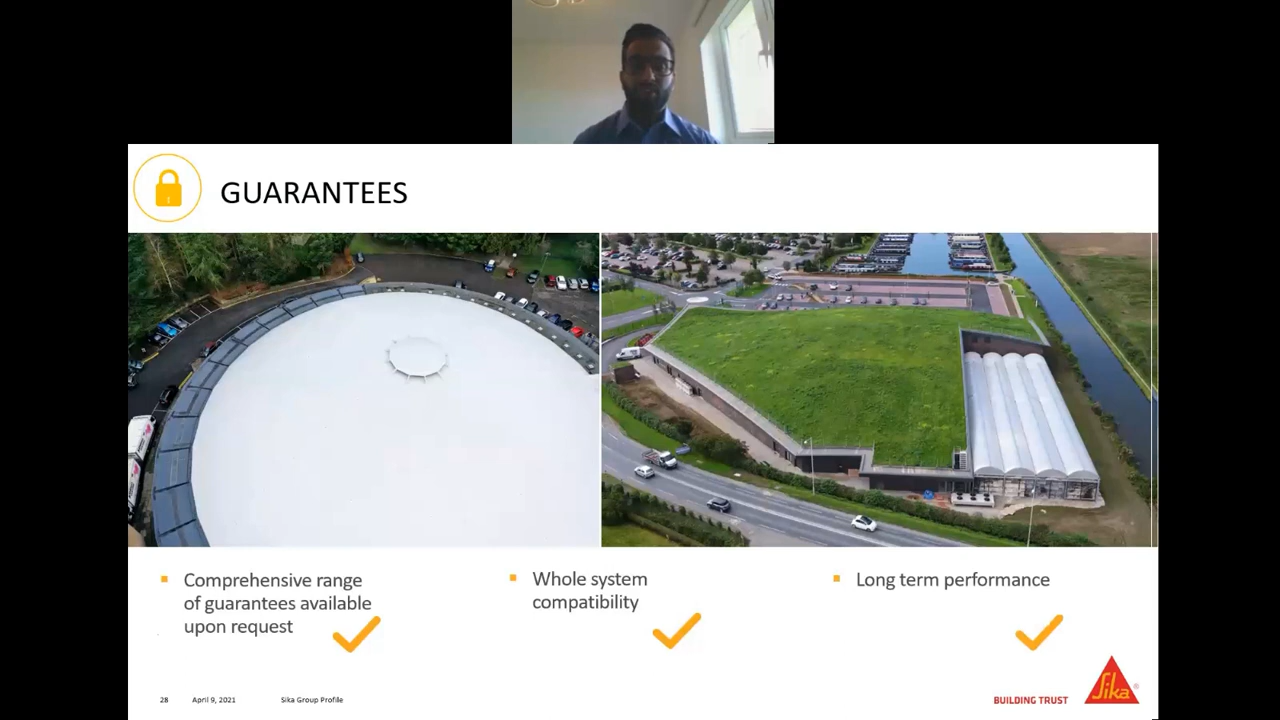 GUARANTEES
Comprehensive range
of guarantees available
upon request
Whole system
compatibility
Long term performance
28 April 9, 2021 Sika Group Profile
BUILDING TRUST
Sika®